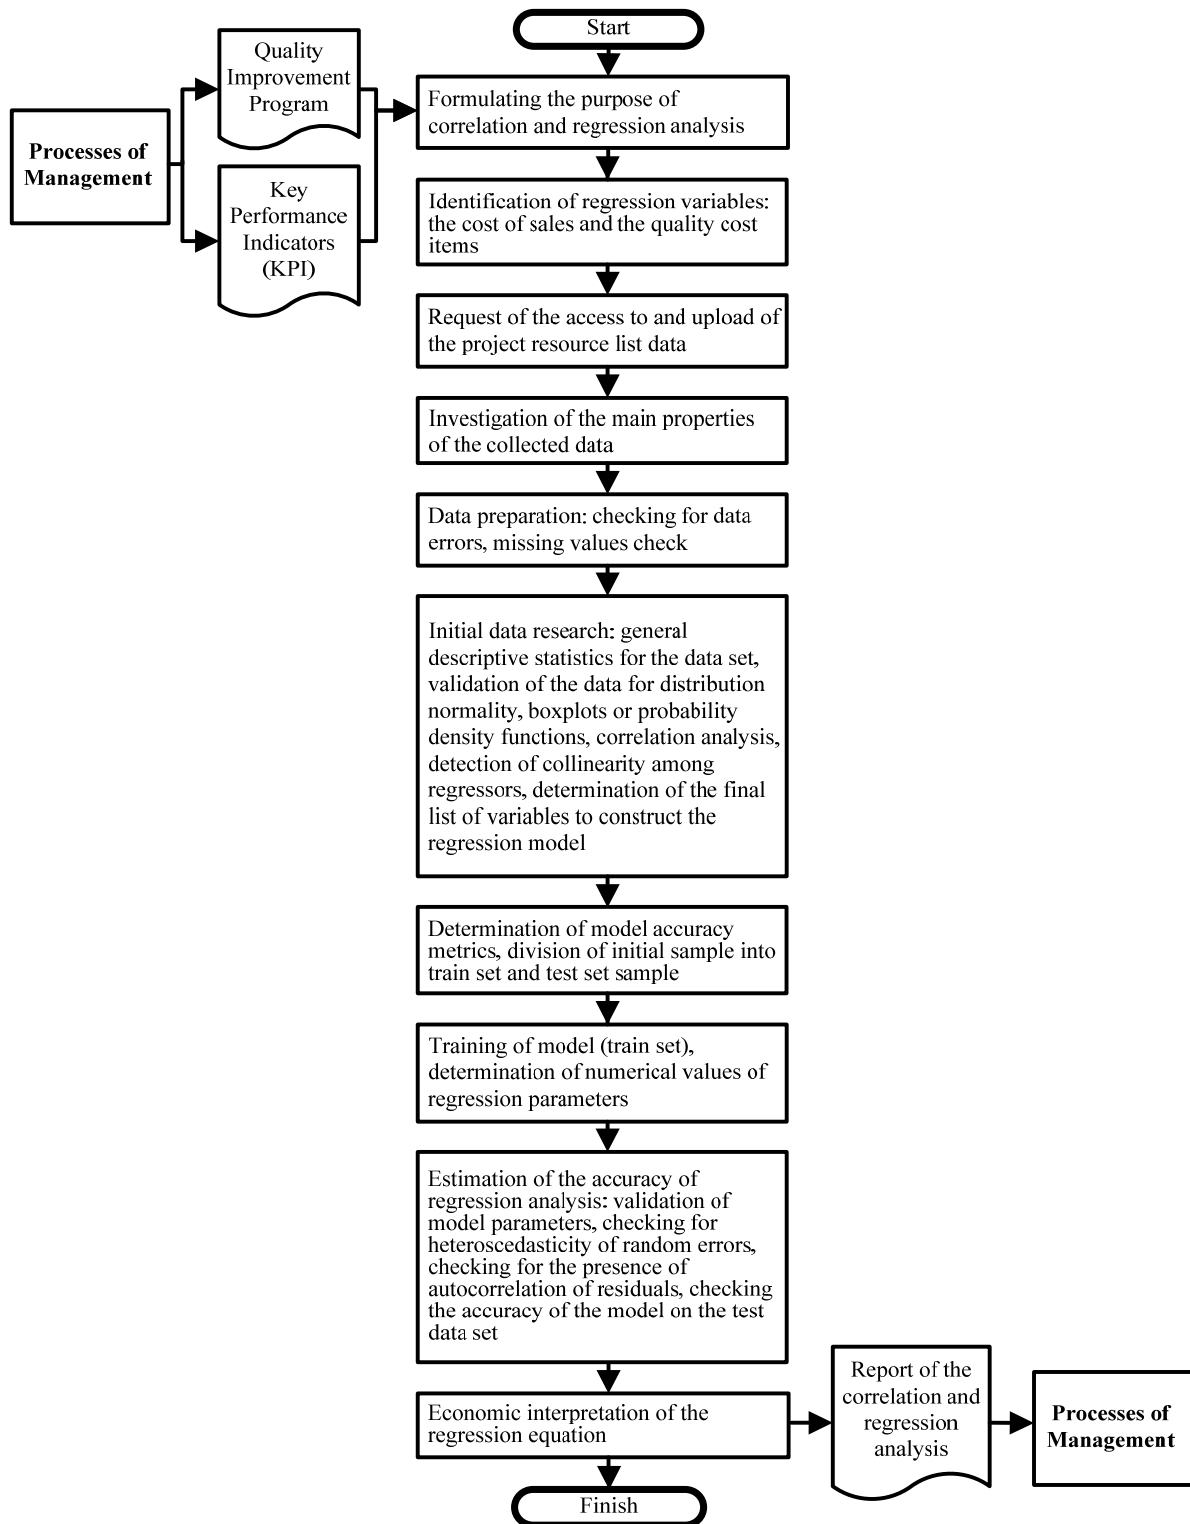 Start
Quality
Improvement
Program
Processes of
Management
Key
Performance
Indicators
(KPI)
Formulating the purpose of
correlation and regression analysis
Identification of regression variables:
the cost of sales and the quality cost
items
Request of the access to and upload of
the project resource list data
Investigation of the main properties
of the collected data
Data preparation: checking for data
errors, missing values check
Initial data research: general
descriptive statistics for the data set,
validation of the data for distribution
normality, boxplots or probability
density functions, correlation analysis,
detection of collinearity among
regressors, determination of the final
list of variables to construct the
regression model
Determination of model accuracy
metrics, division of initial sample into
train set and test set sample
Training of model (train set),
determination of numerical values of
regression parameters
Estimation of the accuracy of
regression analysis: validation of
model parameters, checking for
heteroscedasticity of random errors,
checking for the presence of
autocorrelation of residuals, checking
the accuracy of the model on the test
data set
Economic interpretation of the
regression equation
Report of the
correlation and
regression
analysis
Processes of
Management
Finish